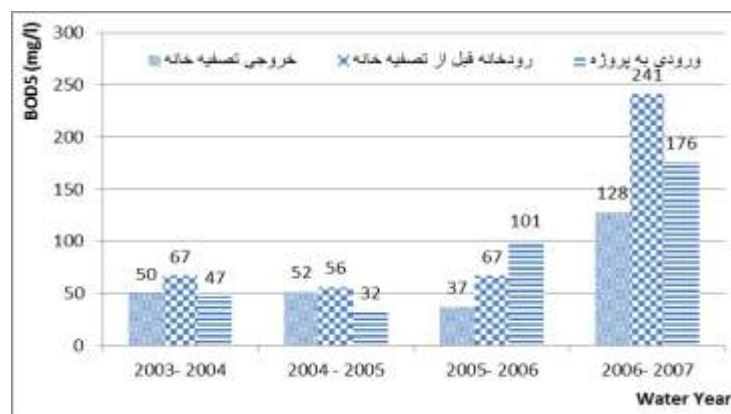 BOD5 (mg/l)
300
250
200
150
100
50
0
خروجی تصفیه خانه
رودخانه قبل از تصفیه خانه
ورودی به پروژه
50 67 47
52 56 32
37 67 101
128 241 176
2003- 2004
2004 - 2005
2005- 2006
2006- 2007
Water Year